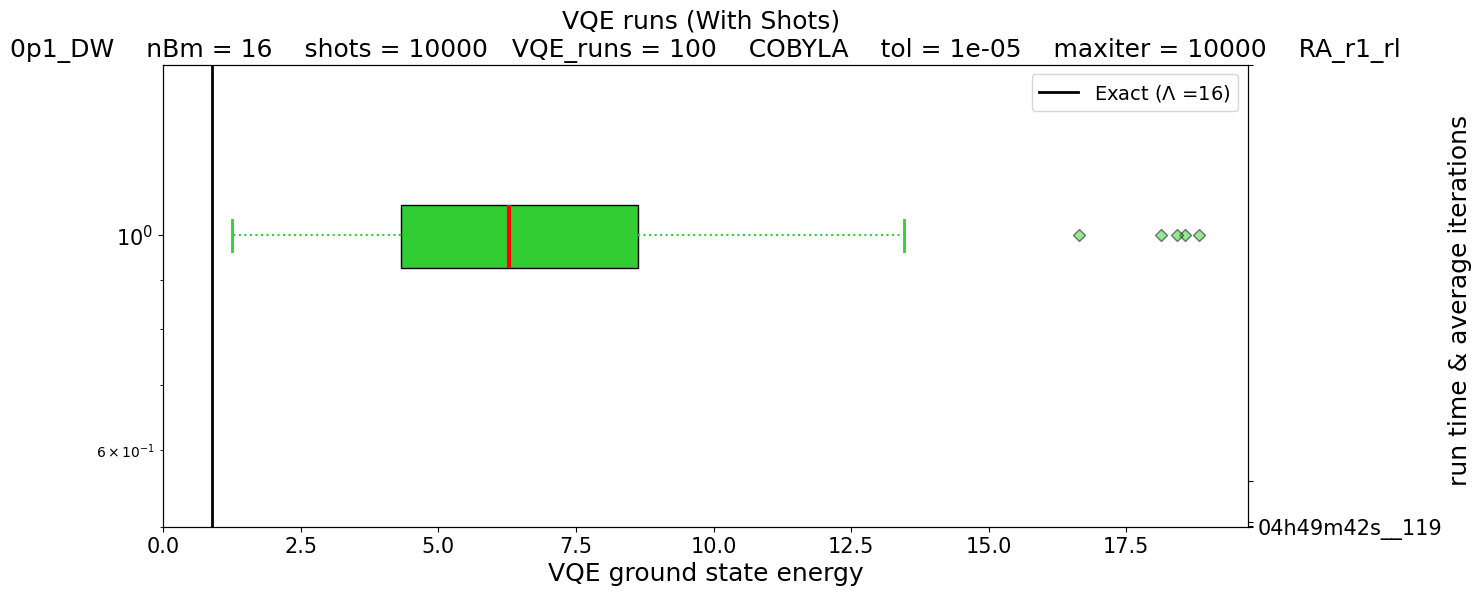 VQE runs (With Shots)
0p1_DW nBm = 16 shots = 10000 VQE_runs = 100 COBYLA tol = 1e-05 maxiter = 10000 RA_r1_rl
Exact (Λ =16)
10⁰
6 × 10⁻¹
0.0 2.5 5.0 7.5 10.0 12.5 15.0 17.5
VQE ground state energy
04h49m42s__119
run time & average iterations